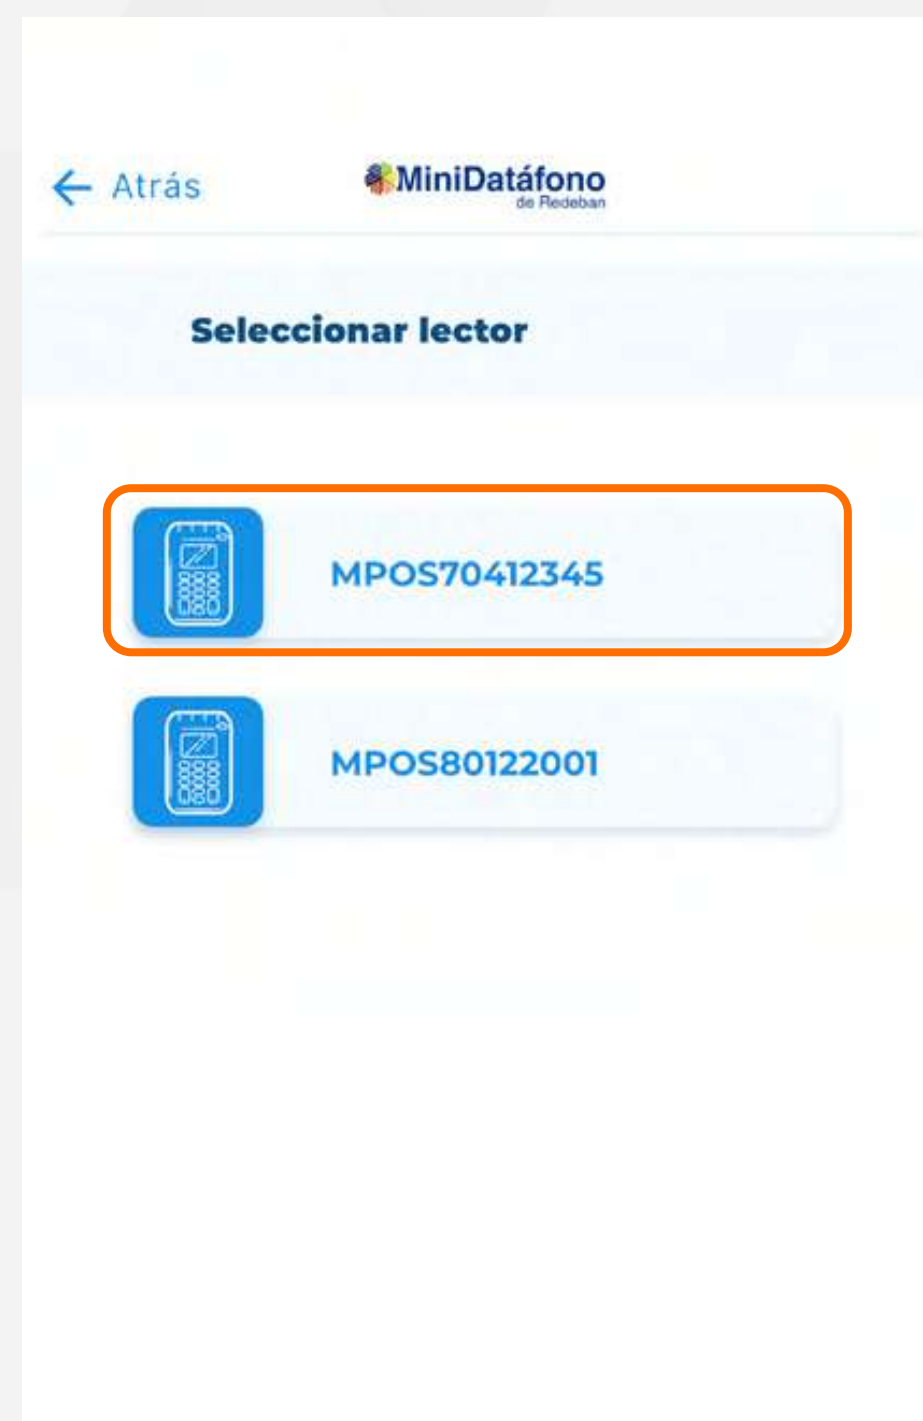 ← Atrás
MiniDatáfono
de Redeban
Seleccionar lector
MPOS70412345
MPOS80122001